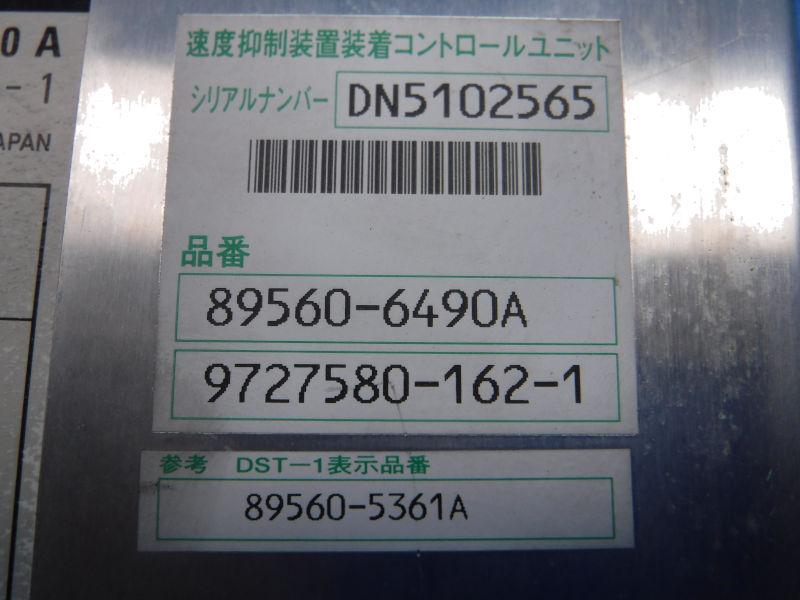 0A
-1
APAN
速度抑制装置装着コントロールユニット
シリアルナンバー DN5102565
品番
89560-6490A
9727580-162-1
参考 DST-1表示品番
89560-5361A